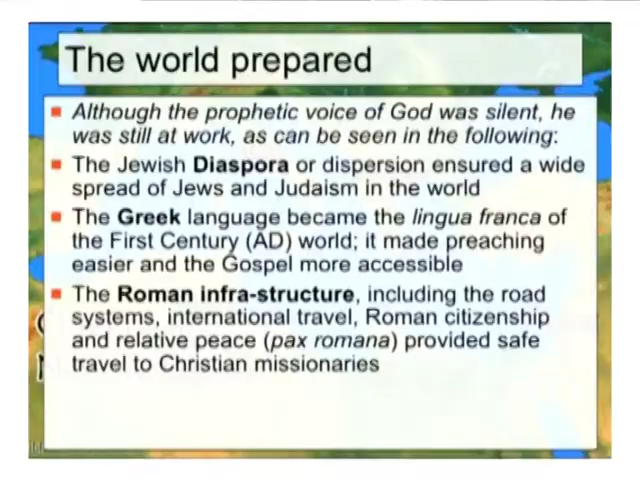 The world prepared
Although the prophetic voice of God was silent, he
was still at work, as can be seen in the following:
The Jewish Diaspora or dispersion ensured a wide
spread of Jews and Judaism in the world
The Greek language became the lingua franca of
the First Century (AD) world; it made preaching
easier and the Gospel more accessible
The Roman infra-structure, including the road
systems, international travel, Roman citizenship
and relative peace (pax romana) provided safe
travel to Christian missionaries